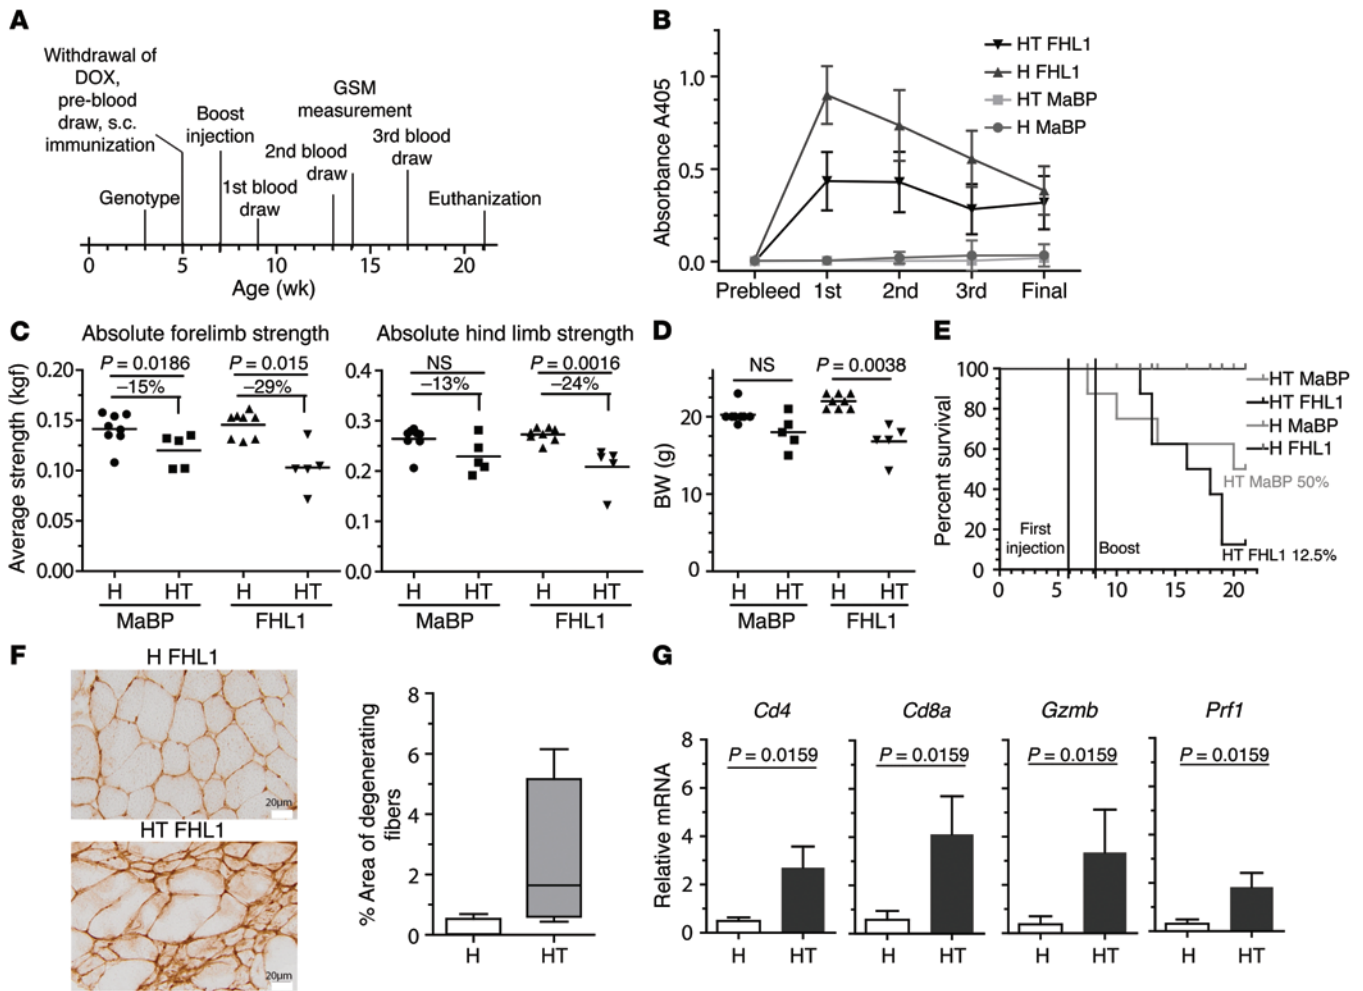 A
Withdrawal of
DOX,
pre-blood
draw, s.c.
immunization
Genotype
Boost
injection
1st blood
draw
2nd blood
draw
GSM
measurement
3rd blood
draw
Euthanization
0 5 10 15 20
Age (wk)
B
Absorbance A405
1.0
0.5
0.0
Prebleed 1st 2nd 3rd Final
HT FHL1
H FHL1
HT MaBP
H MaBP
C
Absolute forelimb strength
Average strength (kgf)
0.20
0.15
0.10
0.05
0.00
P = 0.0186
–15%
P = 0.015
–29%
H HT H HT
MaBP FHL1
Absolute hind limb strength
0.4
0.3
0.2
0.1
0.0
NS
–13%
P = 0.0016
–24%
H HT H HT
MaBP FHL1
D
BW (g)
20
10
0
NS
P = 0.0038
H HT H HT
MaBP FHL1
E
Percent survival
100
80
60
40
20
0
0 5 10 15 20
First
injection
Boost
HT MaBP
HT FHL1
H MaBP
H FHL1
HT MaBP 50%
HT FHL1 12.5%
F
H FHL1
20µm
HT FHL1
20µm
% Area of degenerating
fibers
8
6
4
2
0
H HT
G
Relative mRNA
8
6
4
2
0
Cd4
P = 0.0159
H HT
Cd8a
P = 0.0159
H HT
Gzmb
P = 0.0159
H HT
Prf1
P = 0.0159
H HT